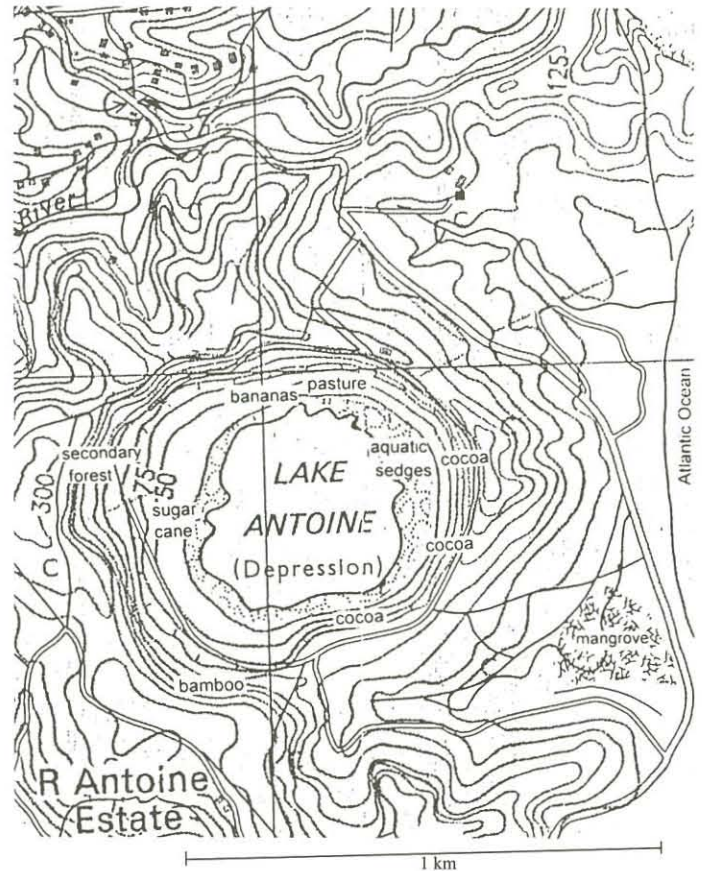 125
River
bananas
pasture
secondary
forest
75
50
LAKE
ANTOINE
(Depression)
aquatic
sedges
cocoa
sugar
cane
300
cocoa
C
cocoa
Atlantic Ocean
mangrove
bamboo
R Antoine
Estate
1 km